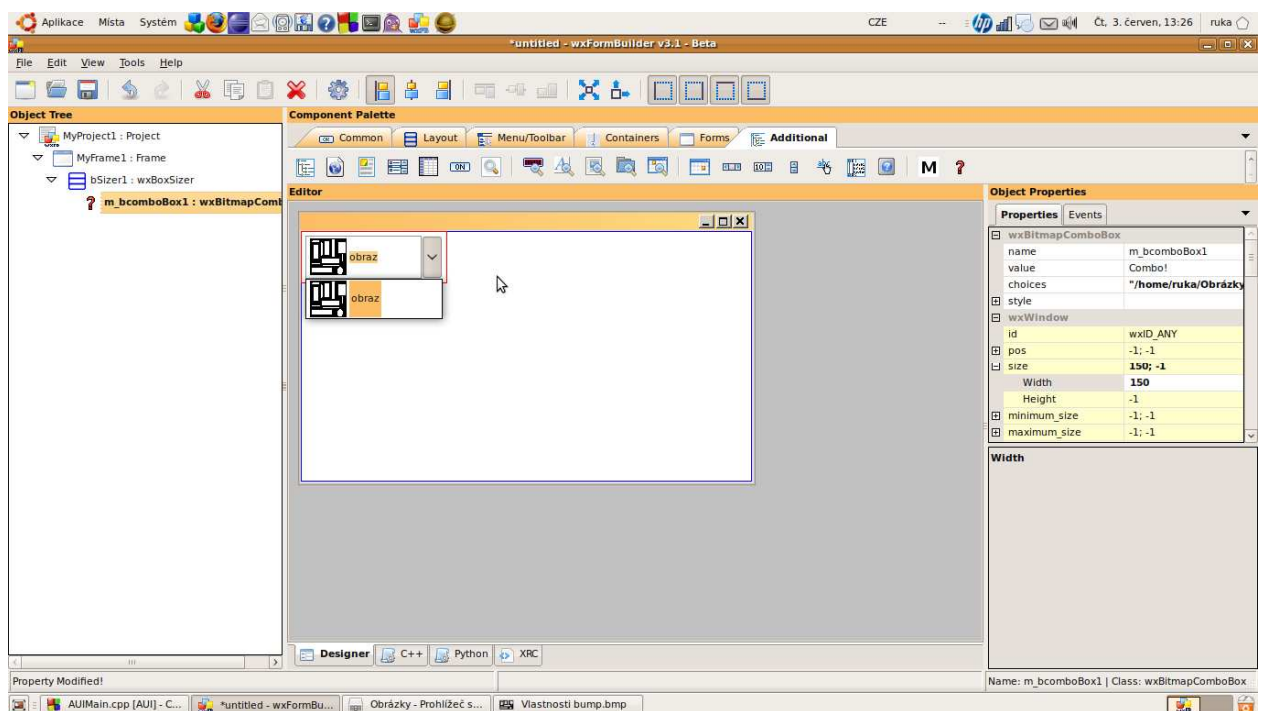 Aplikace Místa Systém CZE -- Čt, 3. červen, 13:26 ruka
*untitled - wxFormBuilder v3.1 - Beta
File Edit View Tools Help
Object Tree
Component Palette
MyProject1 : Project
MyFrame1 : Frame
bSizer1 : wxBoxSizer
m_bcomboBox1 : wxBitmapComb
Common Layout Menu/Toolbar Containers Forms Additional
ON
M ?
Editor
obraz
obraz
Object Properties
Properties Events
wxBitmapComboBox
name m_bcomboBox1
value Combo!
choices "/home/ruka/Obrázky
style
wxWindow
id wxID_ANY
pos -1; -1
size 150; -1
Width 150
Height -1
minimum_size -1; -1
maximum_size -1; -1
Width
Designer C++ Python XRC
Property Modified!
Name: m_bcomboBox1 | Class: wxBitmapComboBox
AUIMain.cpp [AUI] - C... *untitled - wxFormBu... Obrázky - Prohlížeč s... Vlastnosti bump.bmp